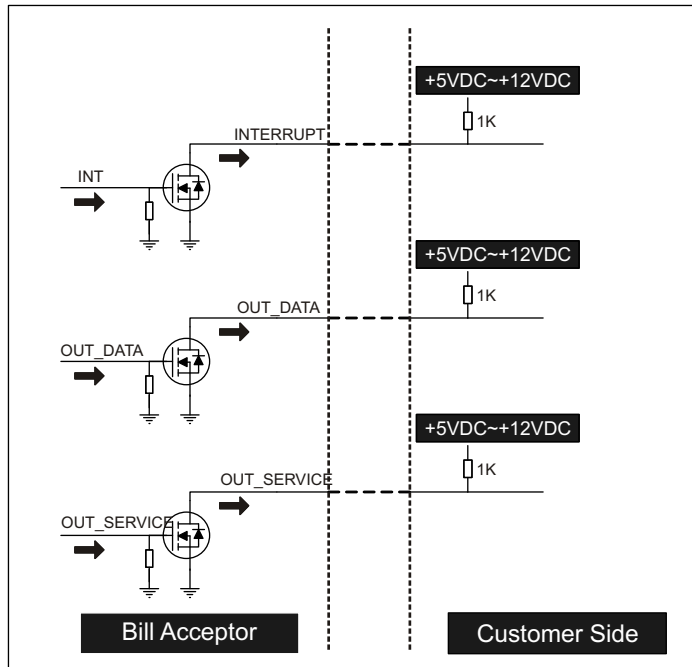 +5VDC~+12VDC
1K
INTERRUPT
INT
+5VDC~+12VDC
1K
OUT_DATA
OUT_DATA
+5VDC~+12VDC
1K
OUT_SERVICE
OUT_SERVICE
Bill Acceptor
Customer Side